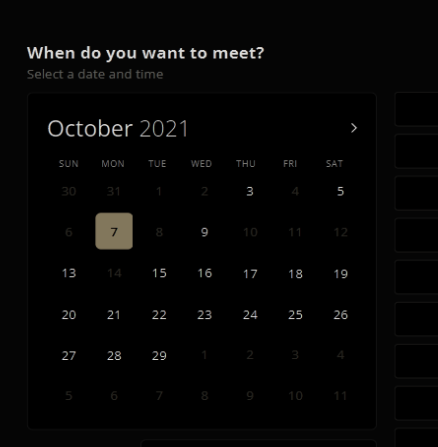 When do you want to meet?
Select a date and time
October 2021
SUN MON TUE WED THU FRI SAT
30 31 1 2 3 4 5
6 7 8 9 10 11 12
13 14 15 16 17 18 19
20 21 22 23 24 25 26
27 28 29 1 2 3 4
5 6 7 8 9 10 11